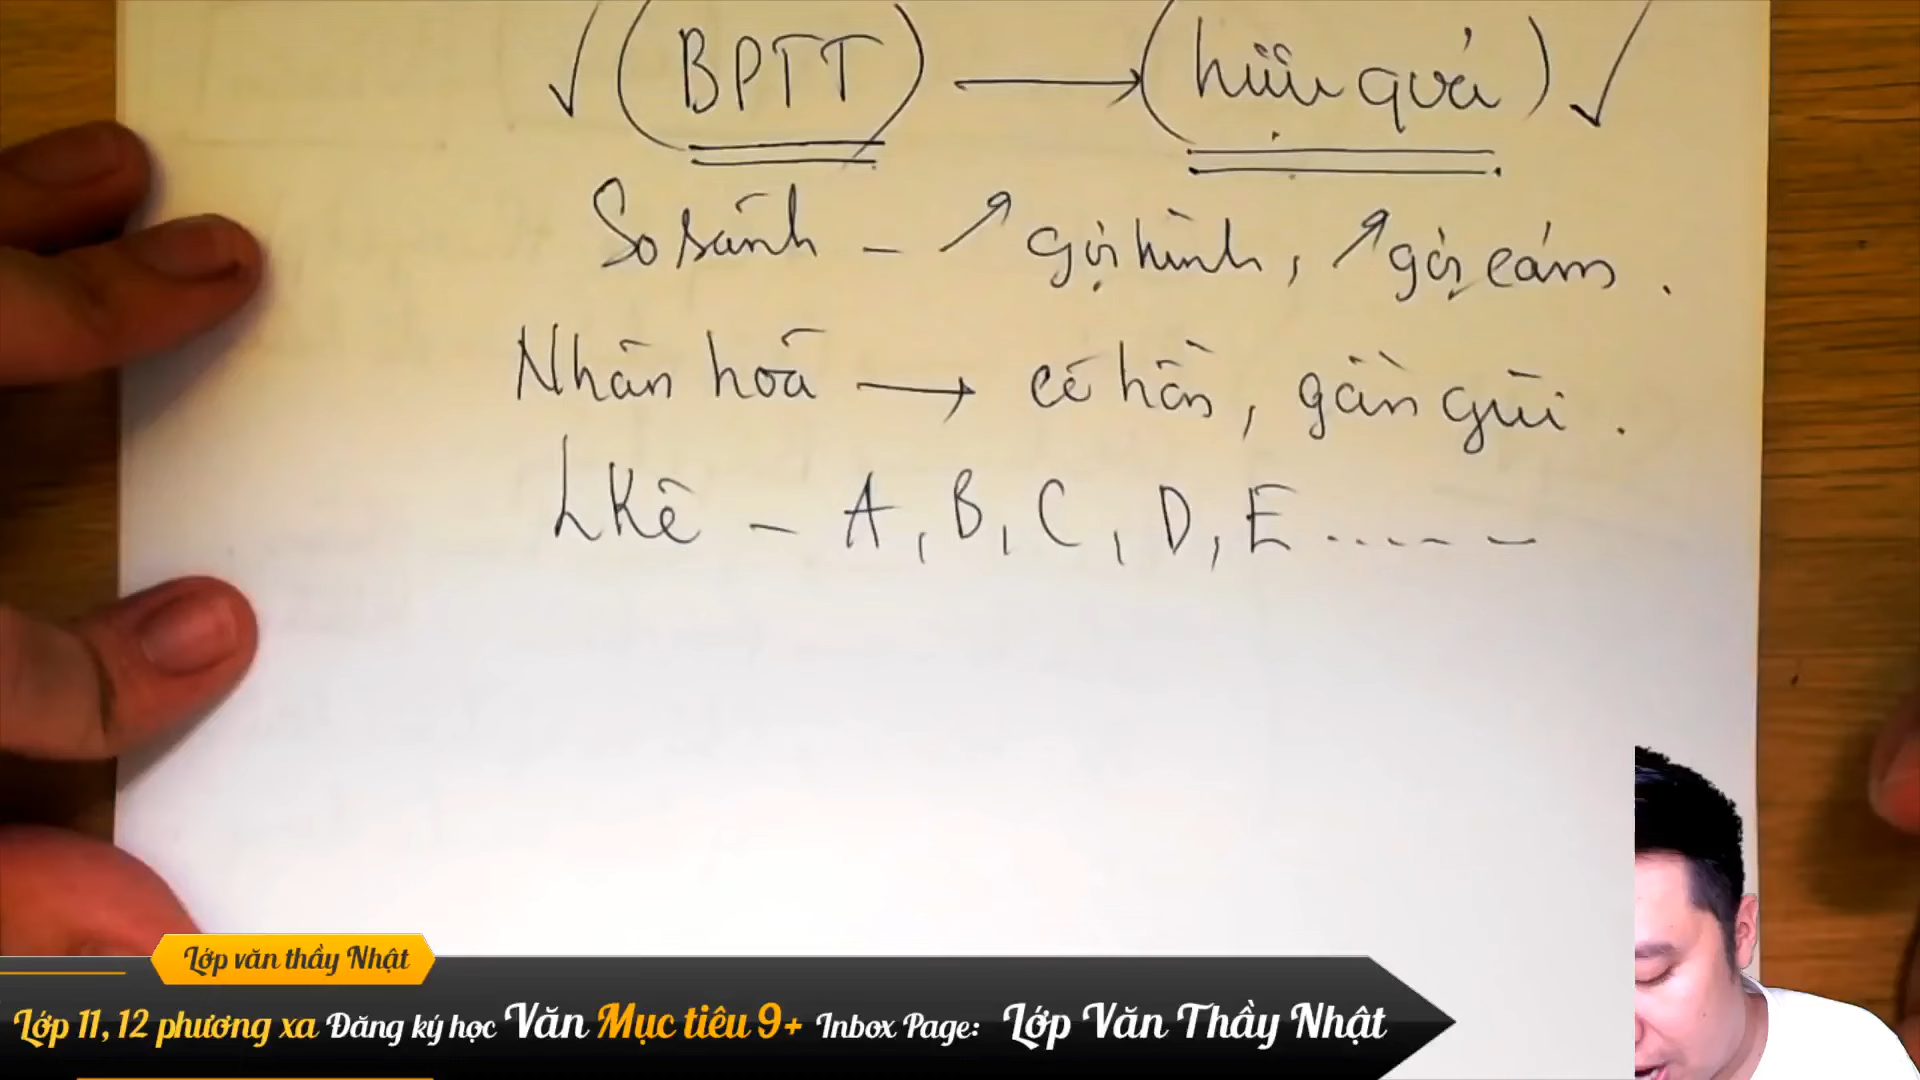 ✓ (BPTT) → (hiệu quả) ✓
So sánh – ↗ gợi hình, ↗ gợi cảm.
Nhân hoá → có hồn, gần gũi.
LKê – A, B, C, D, E.....–
Lớp văn thầy Nhật
Lớp 11, 12 phương xa Đăng ký học Văn Mục tiêu 9+ Inbox Page: Lớp Văn Thầy Nhật